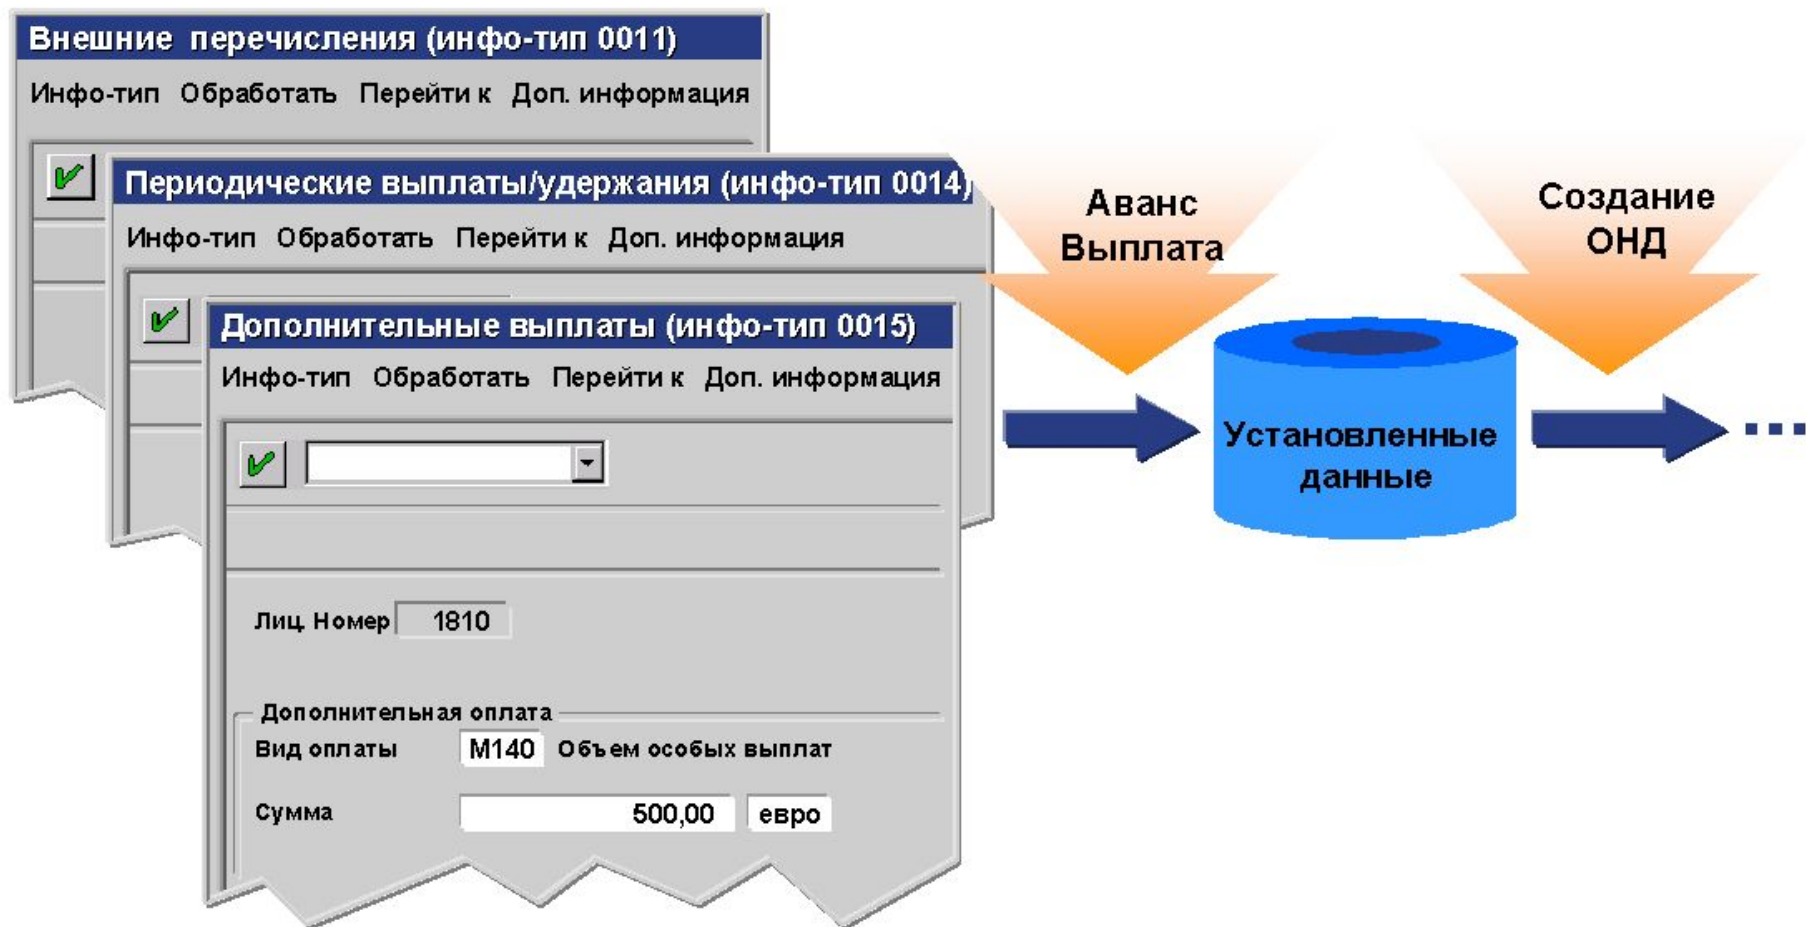 Внешние перечисления (инфо-тип 0011)
Инфо-тип Обработать Перейти к Доп. информация
Периодические выплаты/удержания (инфо-тип 0014)
Инфо-тип Обработать Перейти к Доп. информация
Дополнительные выплаты (инфо-тип 0015)
Инфо-тип Обработать Перейти к Доп. информация
Лиц. Номер 1810
Дополнительная оплата
Вид оплаты М140 Объем особых выплат
Сумма 500,00 евро
Аванс
Выплата
Установленные
данные
Создание
ОНД